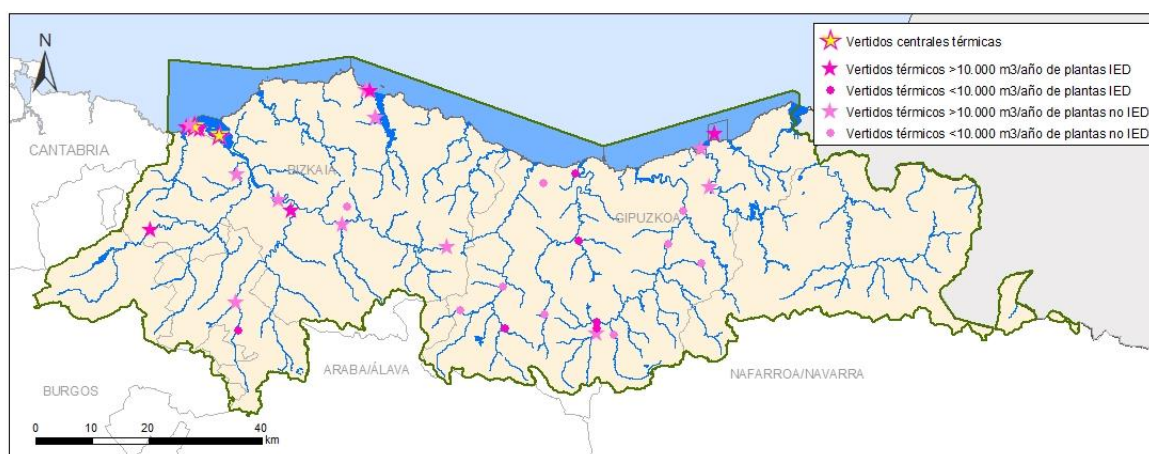 N
Vertidos centrales térmicas
Vertidos térmicos >10.000 m3/año de plantas IED
Vertidos térmicos <10.000 m3/año de plantas IED
Vertidos térmicos >10.000 m3/año de plantas no IED
Vertidos térmicos <10.000 m3/año de plantas no IED
CANTABRIA
BIZKAIA
GIPUZKOA
ARABA/ÁLAVA
NAFARROA/NAVARRA
BURGOS
0 10 20 40
km